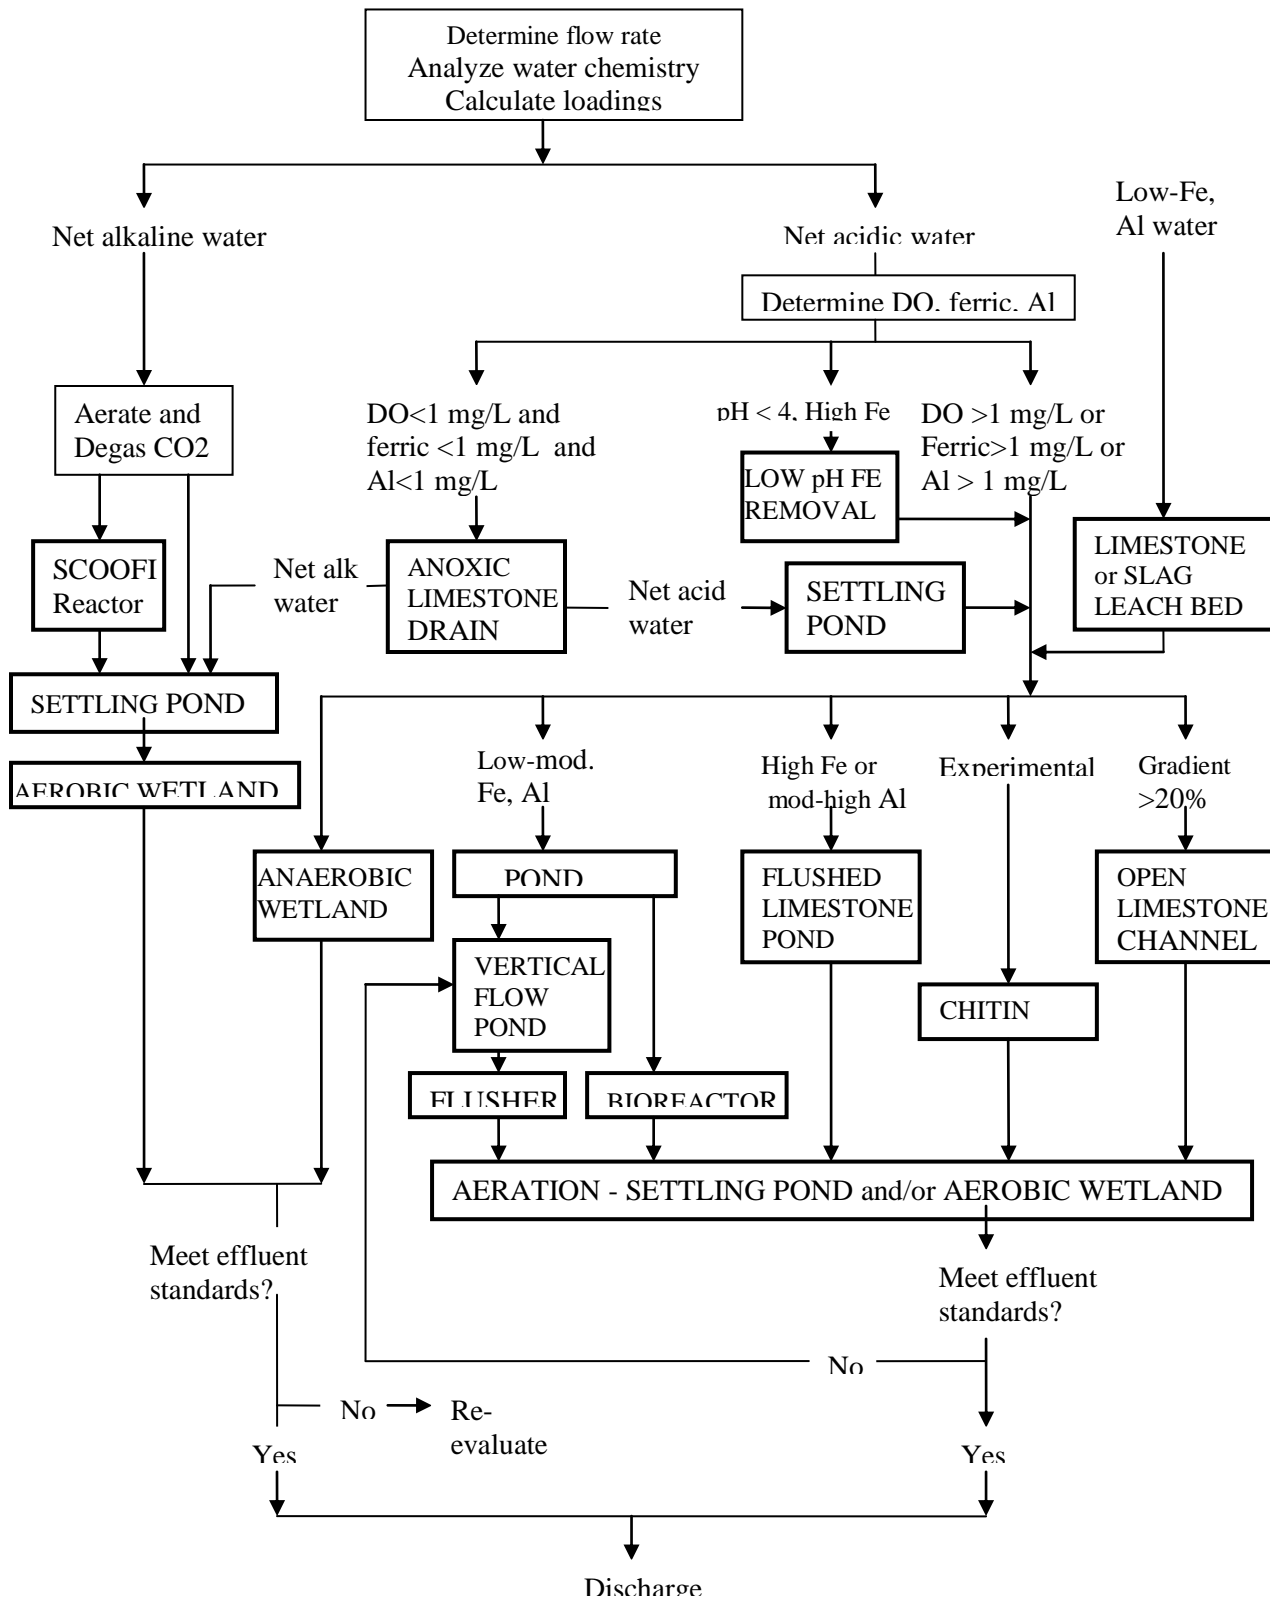 Determine flow rate
Analyze water chemistry
Calculate loadings
Net alkaline water
Net acidic water
Low-Fe,
Al water
Determine DO, ferric, Al
Aerate and
Degas CO2
DO<1 mg/L and
ferric <1 mg/L and
Al<1 mg/L
pH < 4, High Fe
DO >1 mg/L or
Ferric>1 mg/L or
Al > 1 mg/L
LOW pH FE
REMOVAL
SCOOFI
Reactor
Net alk
water
ANOXIC
LIMESTONE
DRAIN
Net acid
water
SETTLING
POND
LIMESTONE
or SLAG
LEACH BED
SETTLING POND
AEROBIC WETLAND
Low-mod.
Fe, Al
High Fe or
mod-high Al
Experimental
Gradient
>20%
ANAEROBIC
WETLAND
POND
FLUSHED
LIMESTONE
POND
OPEN
LIMESTONE
CHANNEL
VERTICAL
FLOW
POND
CHITIN
FLUSHER
BIOREACTOR
AERATION - SETTLING POND and/or AEROBIC WETLAND
Meet effluent
standards?
Meet effluent
standards?
No
No
Re-
evaluate
Yes
Yes
Discharge